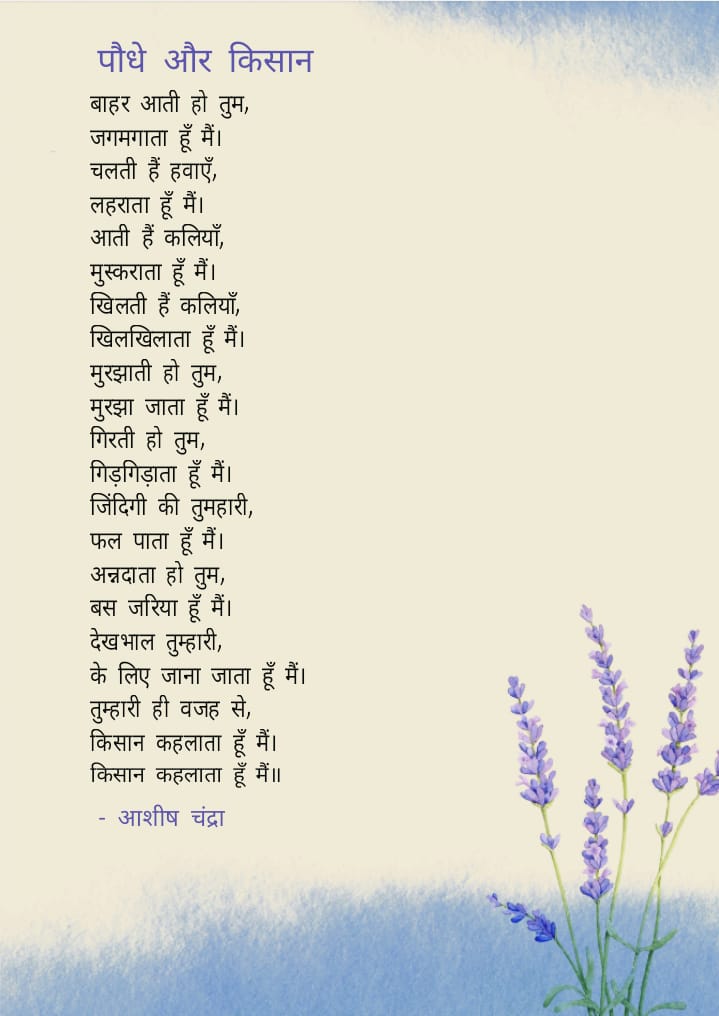 पौधे और किसान
बाहर आती हो तुम,
जगमगाता हूँ मैं।
चलती हैं हवाएँ,
लहराता हूँ मैं।
आती हैं कलियाँ,
मुस्कराता हूँ मैं।
खिलती हैं कलियाँ,
खिलखिलाता हूँ मैं।
मुरझाती हो तुम,
मुरझा जाता हूँ मैं।
गिरती हो तुम,
गिड़गिड़ाता हूँ मैं।
जिंदिगी की तुमहारी,
फल पाता हूँ मैं।
अन्नदाता हो तुम,
बस जरिया हूँ मैं।
देखभाल तुम्हारी,
के लिए जाना जाता हूँ मैं।
तुम्हारी ही वजह से,
किसान कहलाता हूँ मैं।
किसान कहलाता हूँ मैं॥
- आशीष चंद्रा